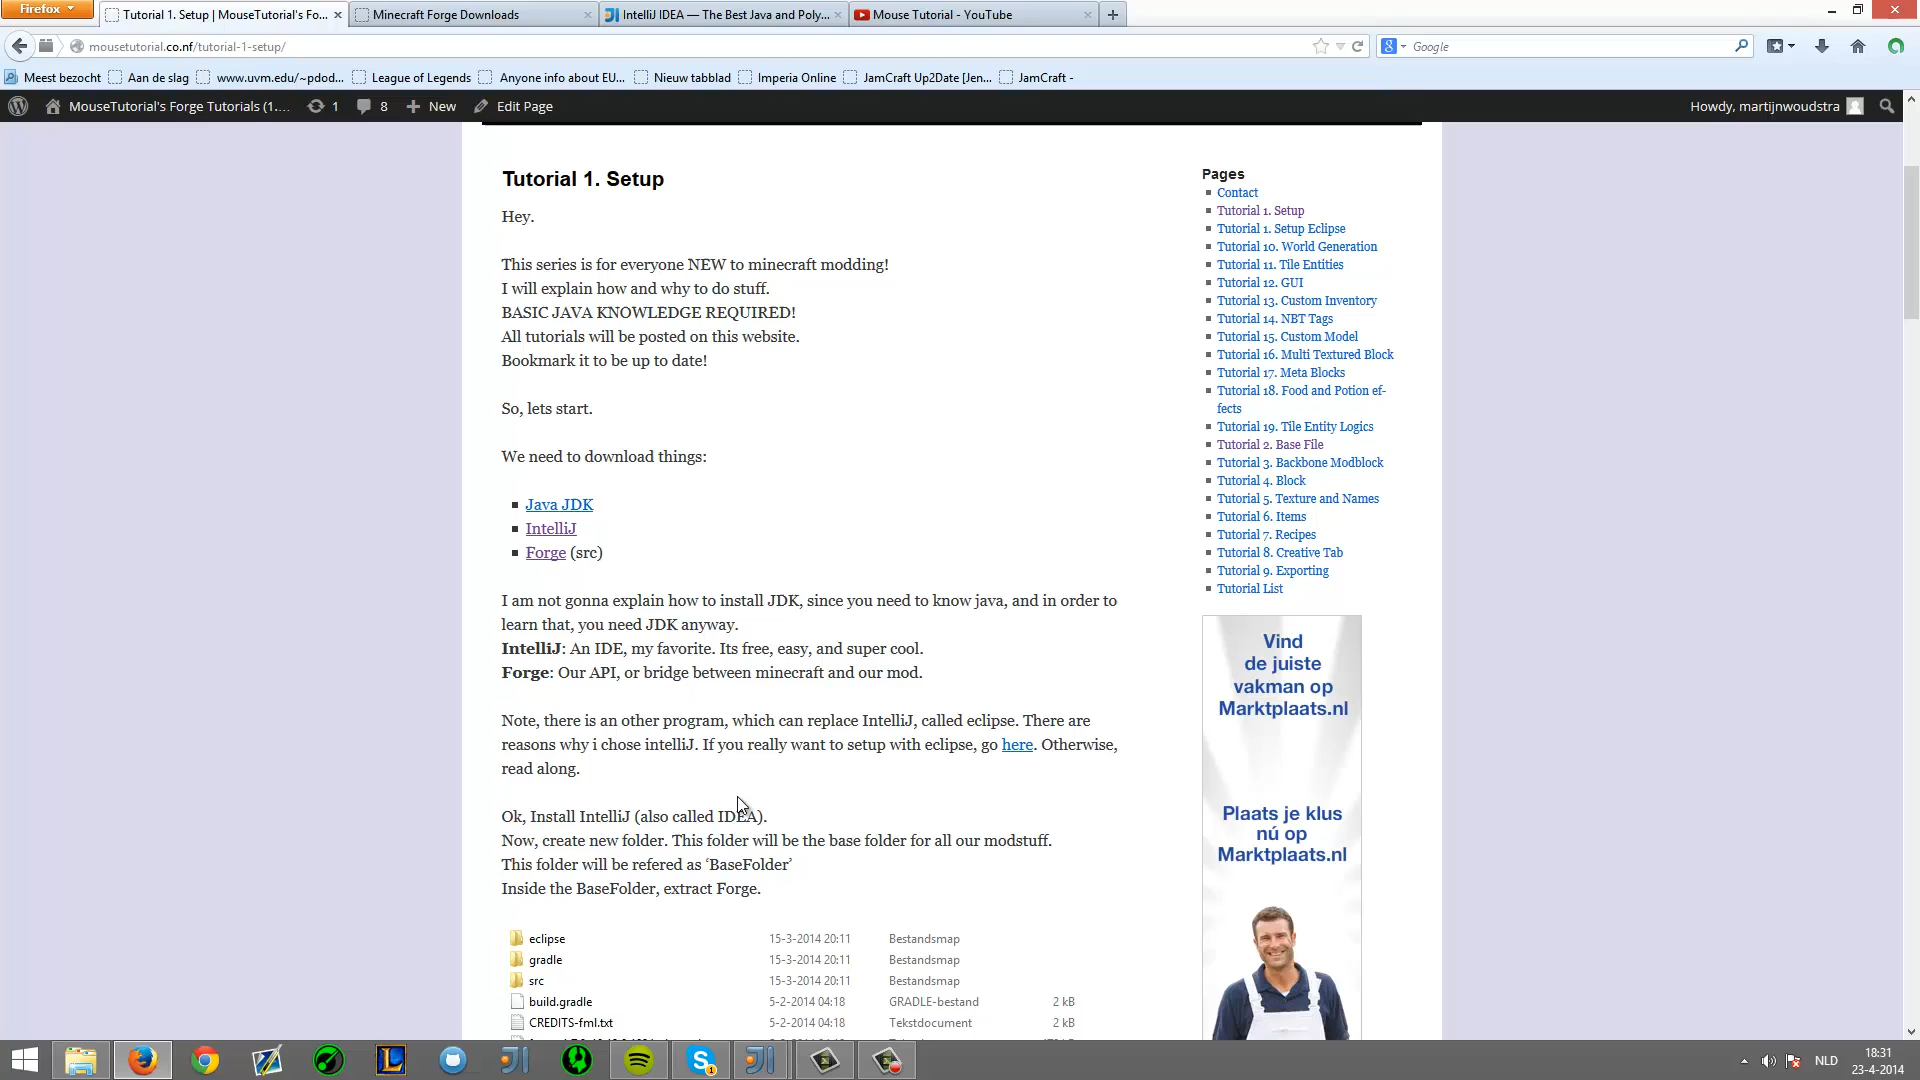 Firefox
Tutorial 1. Setup | MouseTutorial's Fo...
Minecraft Forge Downloads
IntelliJ IDEA — The Best Java and Poly...
Mouse Tutorial - YouTube
mousetutorial.co.nf/tutorial-1-setup/
Google
Meest bezocht
Aan de slag
www.uvm.edu/~pdod...
League of Legends
Anyone info about EU...
Nieuw tabblad
Imperia Online
JamCraft Up2Date [Jen...
JamCraft -
MouseTutorial's Forge Tutorials (1....
1
8
New
Edit Page
Howdy, martijnwoudstra
Tutorial 1. Setup
Hey.
This series is for everyone NEW to minecraft modding!
I will explain how and why to do stuff.
BASIC JAVA KNOWLEDGE REQUIRED!
All tutorials will be posted on this website.
Bookmark it to be up to date!
So, lets start.
We need to download things:
Java JDK
IntelliJ
Forge (src)
I am not gonna explain how to install JDK, since you need to know java, and in order to
learn that, you need JDK anyway.
IntelliJ: An IDE, my favorite. Its free, easy, and super cool.
Forge: Our API, or bridge between minecraft and our mod.
Note, there is an other program, which can replace IntelliJ, called eclipse. There are
reasons why i chose intelliJ. If you really want to setup with eclipse, go here. Otherwise,
read along.
Ok, Install IntelliJ (also called IDEA).
Now, create new folder. This folder will be the base folder for all our modstuff.
This folder will be refered as ‘BaseFolder’
Inside the BaseFolder, extract Forge.
eclipse 15-3-2014 20:11 Bestandsmap
gradle 15-3-2014 20:11 Bestandsmap
src 15-3-2014 20:11 Bestandsmap
build.gradle 5-2-2014 04:18 GRADLE-bestand 2 kB
CREDITS-fml.txt 5-2-2014 04:18 Tekstdocument 2 kB
Pages
Contact
Tutorial 1. Setup
Tutorial 1. Setup Eclipse
Tutorial 10. World Generation
Tutorial 11. Tile Entities
Tutorial 12. GUI
Tutorial 13. Custom Inventory
Tutorial 14. NBT Tags
Tutorial 15. Custom Model
Tutorial 16. Multi Textured Block
Tutorial 17. Meta Blocks
Tutorial 18. Food and Potion ef-
fects
Tutorial 19. Tile Entity Logics
Tutorial 2. Base File
Tutorial 3. Backbone Modblock
Tutorial 4. Block
Tutorial 5. Texture and Names
Tutorial 6. Items
Tutorial 7. Recipes
Tutorial 8. Creative Tab
Tutorial 9. Exporting
Tutorial List
Vind
de juiste
vakman op
Marktplaats.nl
Plaats je klus
nú op
Marktplaats.nl
NLD
18:31
23-4-2014